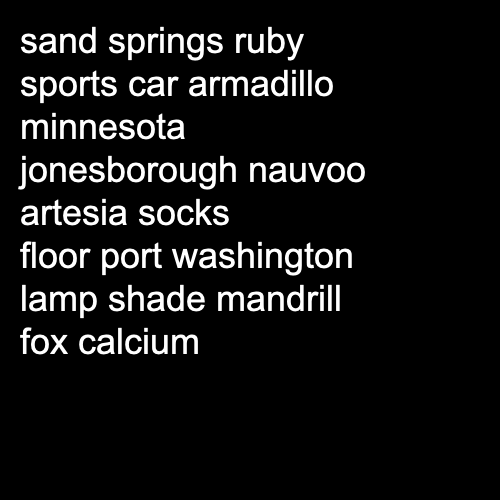 sand springs ruby
sports car armadillo
minnesota
jonesborough nauvoo
artesia socks
floor port washington
lamp shade mandrill
fox calcium